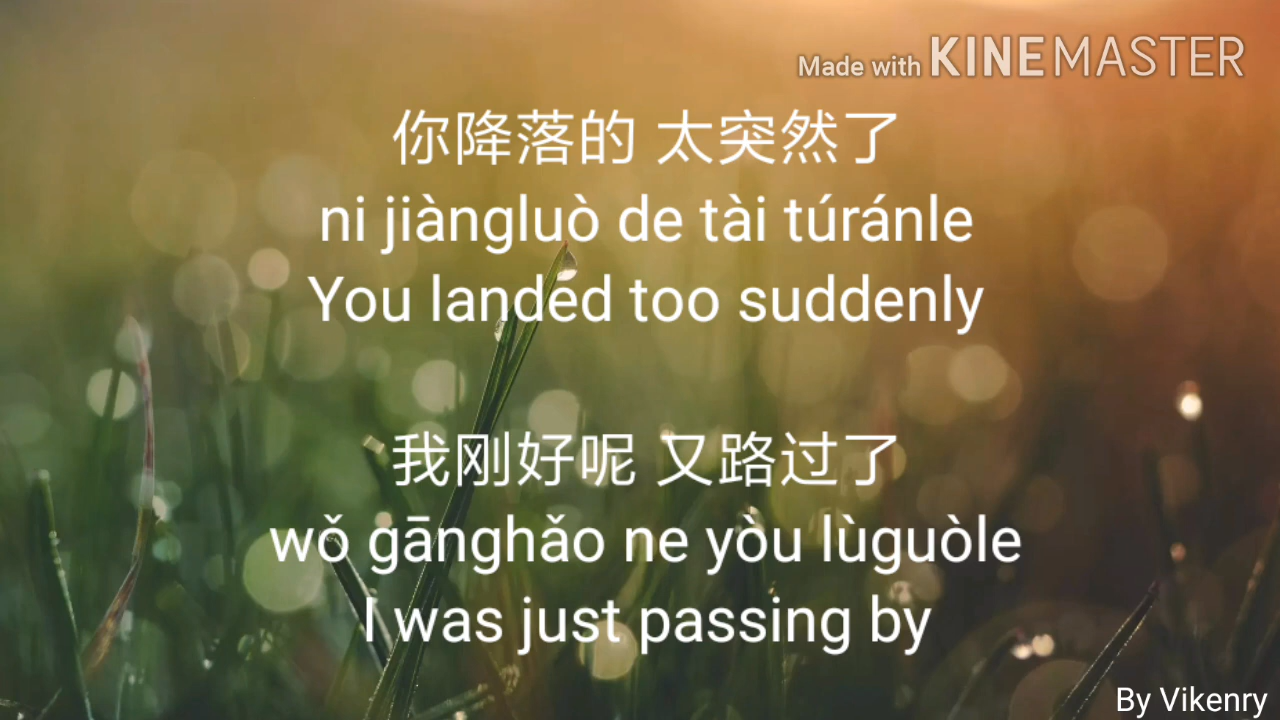 Made with KINEMASTER
你降落的 太突然了
ni jiàngluò de tài túránle
You landed too suddenly
我刚好呢 又路过了
wǒ gānghǎo ne yòu lùguòle
I was just passing by
By Vikenry